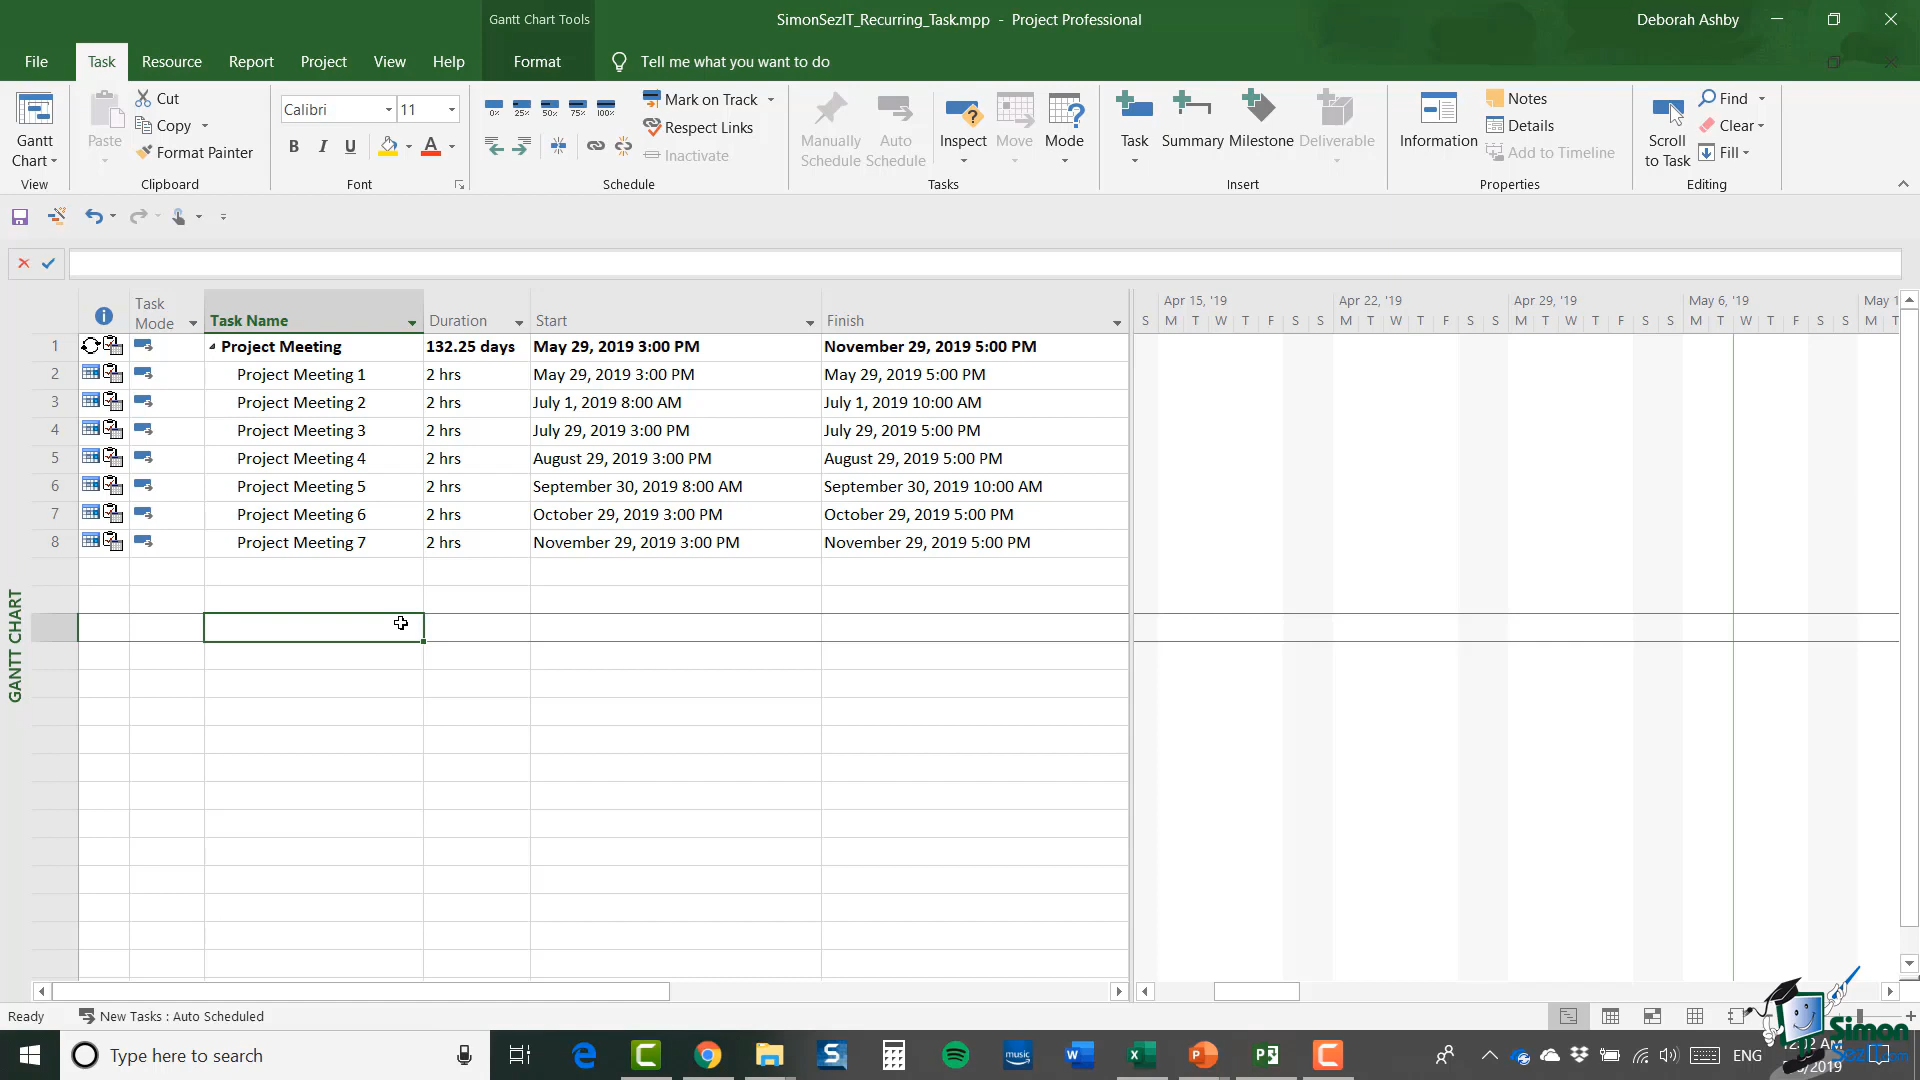 Gantt Chart Tools
SimonSezIT_Recurring_Task.mpp - Project Professional
Deborah Ashby
File Task Resource Report Project View Help Format Tell me what you want to do
Gantt Chart
View
Paste
Cut
Copy
Format Painter
Clipboard
Calibri 11
B I U A
Font
0% 25% 50% 75% 100%
Mark on Track
Respect Links
Inactivate
Schedule
Manually Schedule
Auto Schedule
Inspect
Move
Mode
Tasks
Task
Summary
Milestone
Deliverable
Insert
Information
Notes
Details
Add to Timeline
Properties
Scroll to Task
Find
Clear
Fill
Editing
Task Mode Task Name Duration Start Finish
Apr 15, '19 Apr 22, '19 Apr 29, '19 May 6, '19 May 1
S M T W T F S S M T W T F S S M T W T F S S M T W T F S S M T
1 Project Meeting 132.25 days May 29, 2019 3:00 PM November 29, 2019 5:00 PM
2 Project Meeting 1 2 hrs May 29, 2019 3:00 PM May 29, 2019 5:00 PM
3 Project Meeting 2 2 hrs July 1, 2019 8:00 AM July 1, 2019 10:00 AM
4 Project Meeting 3 2 hrs July 29, 2019 3:00 PM July 29, 2019 5:00 PM
5 Project Meeting 4 2 hrs August 29, 2019 3:00 PM August 29, 2019 5:00 PM
6 Project Meeting 5 2 hrs September 30, 2019 8:00 AM September 30, 2019 10:00 AM
7 Project Meeting 6 2 hrs October 29, 2019 3:00 PM October 29, 2019 5:00 PM
8 Project Meeting 7 2 hrs November 29, 2019 3:00 PM November 29, 2019 5:00 PM
GANTT CHART
Ready New Tasks : Auto Scheduled
Simon SezIT.com
Type here to search
music
ENG